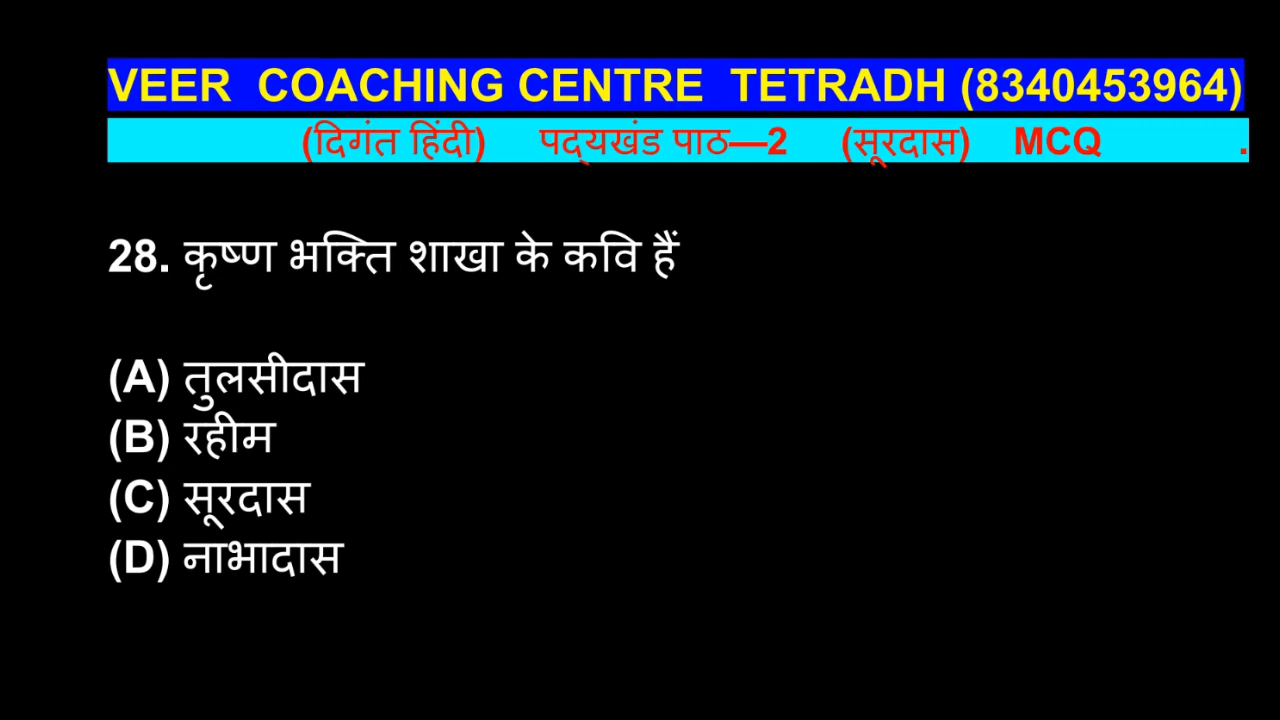 VEER COACHING CENTRE TETRADH (8340453964)
(दिगंत हिंदी) पद्यखंड पाठ—2 (सूरदास) MCQ .
28. कृष्ण भक्ति शाखा के कवि हैं
(A) तुलसीदास
(B) रहीम
(C) सूरदास
(D) नाभादास